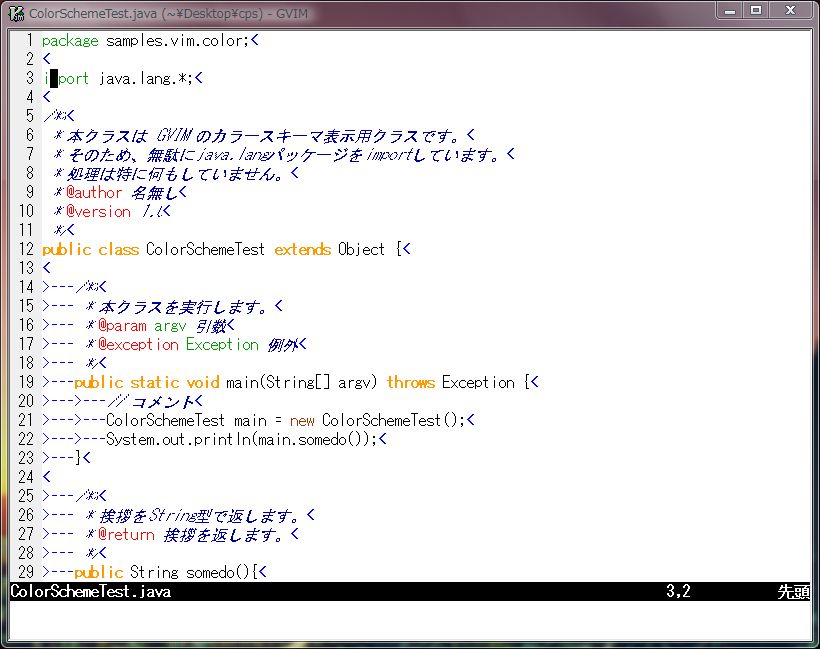 ColorSchemeTest.java (~¥Desktop¥cps) - GVIM
1 package samples.vim.color;<
2 <
3 import java.lang.*;<
4 <
5 /**<
6  * 本クラスは GVIM のカラースキーマ表示用クラスです。<
7  * そのため、無駄にjava.langパッケージをimportしています。<
8  * 処理は特に何もしていません。<
9  * @author 名無し<
10  * @version 1.0<
11  */<
12 public class ColorSchemeTest extends Object {<
13 <
14 >---/**<
15 >--- * 本クラスを実行します。<
16 >--- * @param argv 引数<
17 >--- * @exception Exception 例外<
18 >--- */<
19 >---public static void main(String[] argv) throws Exception {<
20 >--->---// コメント<
21 >--->---ColorSchemeTest main = new ColorSchemeTest();<
22 >--->---System.out.println(main.somedo());<
23 >---}<
24 <
25 >---/**<
26 >--- * 挨拶をString型で返します。<
27 >--- * @return 挨拶を返します。<
28 >--- */<
29 >---public String somedo(){<
ColorSchemeTest.java 3,2 先頭